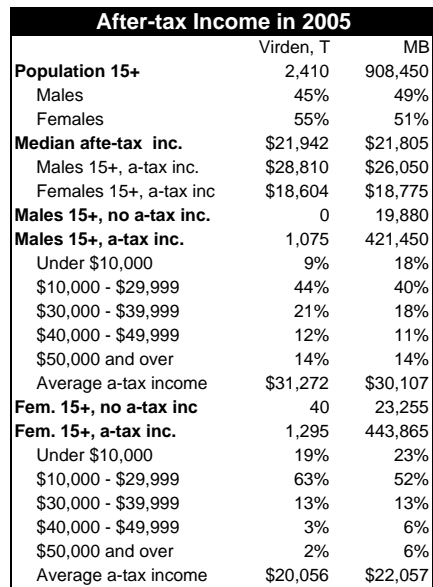 After-tax Income in 2005
Virden, T MB
Population 15+ 2,410 908,450
Males 45% 49%
Females 55% 51%
Median afte-tax inc. $21,942 $21,805
Males 15+, a-tax inc. $28,810 $26,050
Females 15+, a-tax inc $18,604 $18,775
Males 15+, no a-tax inc. 0 19,880
Males 15+, a-tax inc. 1,075 421,450
Under $10,000 9% 18%
$10,000 - $29,999 44% 40%
$30,000 - $39,999 21% 18%
$40,000 - $49,999 12% 11%
$50,000 and over 14% 14%
Average a-tax income $31,272 $30,107
Fem. 15+, no a-tax inc 40 23,255
Fem. 15+, a-tax inc. 1,295 443,865
Under $10,000 19% 23%
$10,000 - $29,999 63% 52%
$30,000 - $39,999 13% 13%
$40,000 - $49,999 3% 6%
$50,000 and over 2% 6%
Average a-tax income $20,056 $22,057